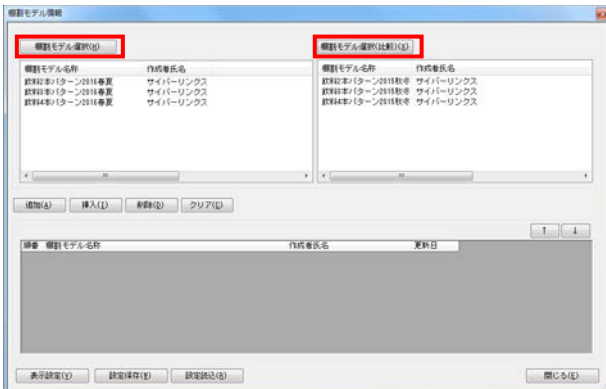 棚割モデル情報
棚割モデル選択(H) 棚割モデル選択(比較)(X)
棚割モデル名称 作成者氏名 棚割モデル名称 作成者氏名
飲料2本パターン2016春夏 サイバーリンクス 飲料2本パターン2015秋冬 サイバーリンクス
飲料3本パターン2016春夏 サイバーリンクス 飲料3本パターン2015秋冬 サイバーリンクス
飲料4本パターン2016春夏 サイバーリンクス 飲料4本パターン2015秋冬 サイバーリンクス
追加(A) 挿入(I) 削除(D) クリア(C)
↑ ↓
順番 棚割モデル名称 作成者氏名 更新日
表示設定(Y) 設定保存(W) 設定読込(R) 閉じる(E)